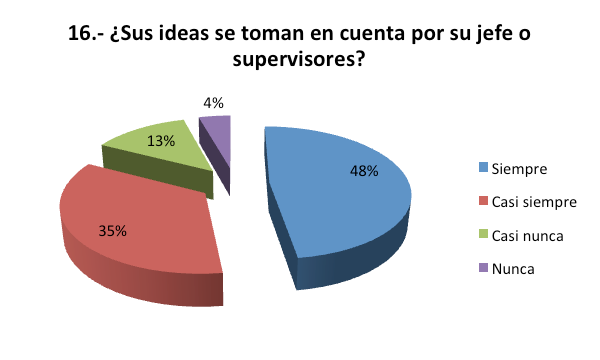 16.- ¿Sus ideas se toman en cuenta por su jefe o
supervisores?
4%
13%
48%
35%
Siempre
Casi siempre
Casi nunca
Nunca